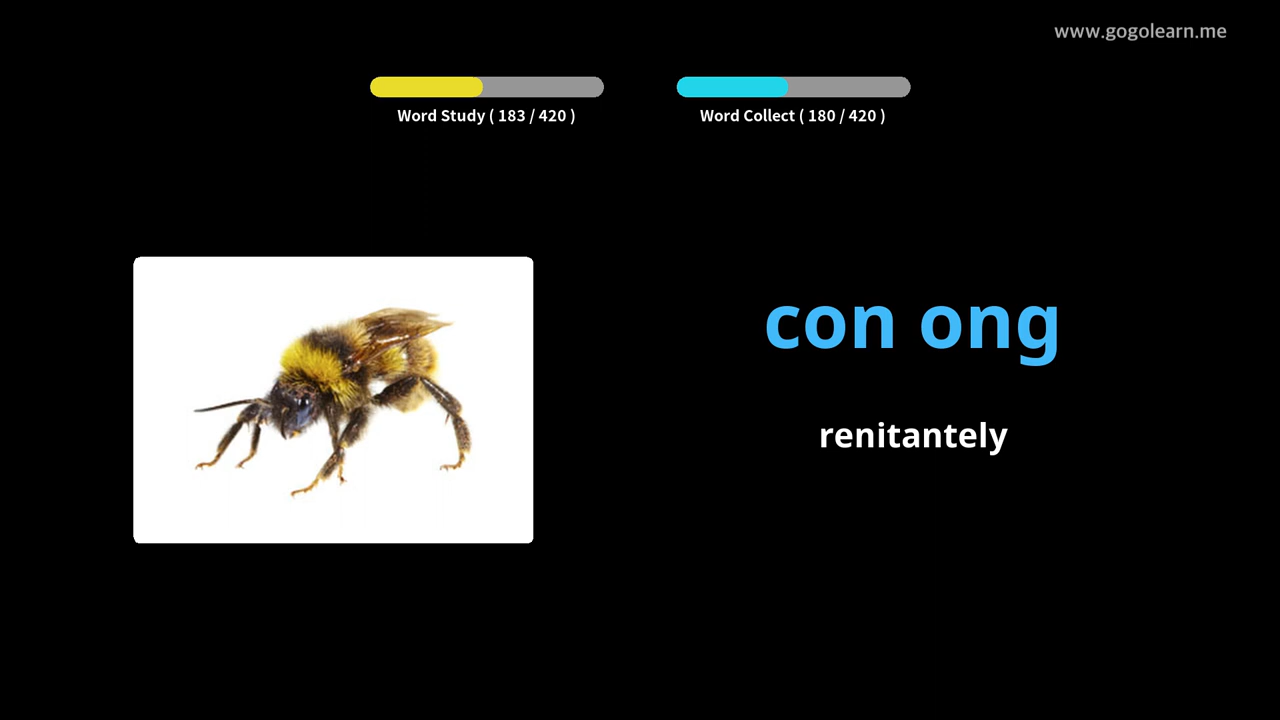 www.gogolearn.me
Word Study ( 183 / 420 )
Word Collect ( 180 / 420 )
con ong
renitantely